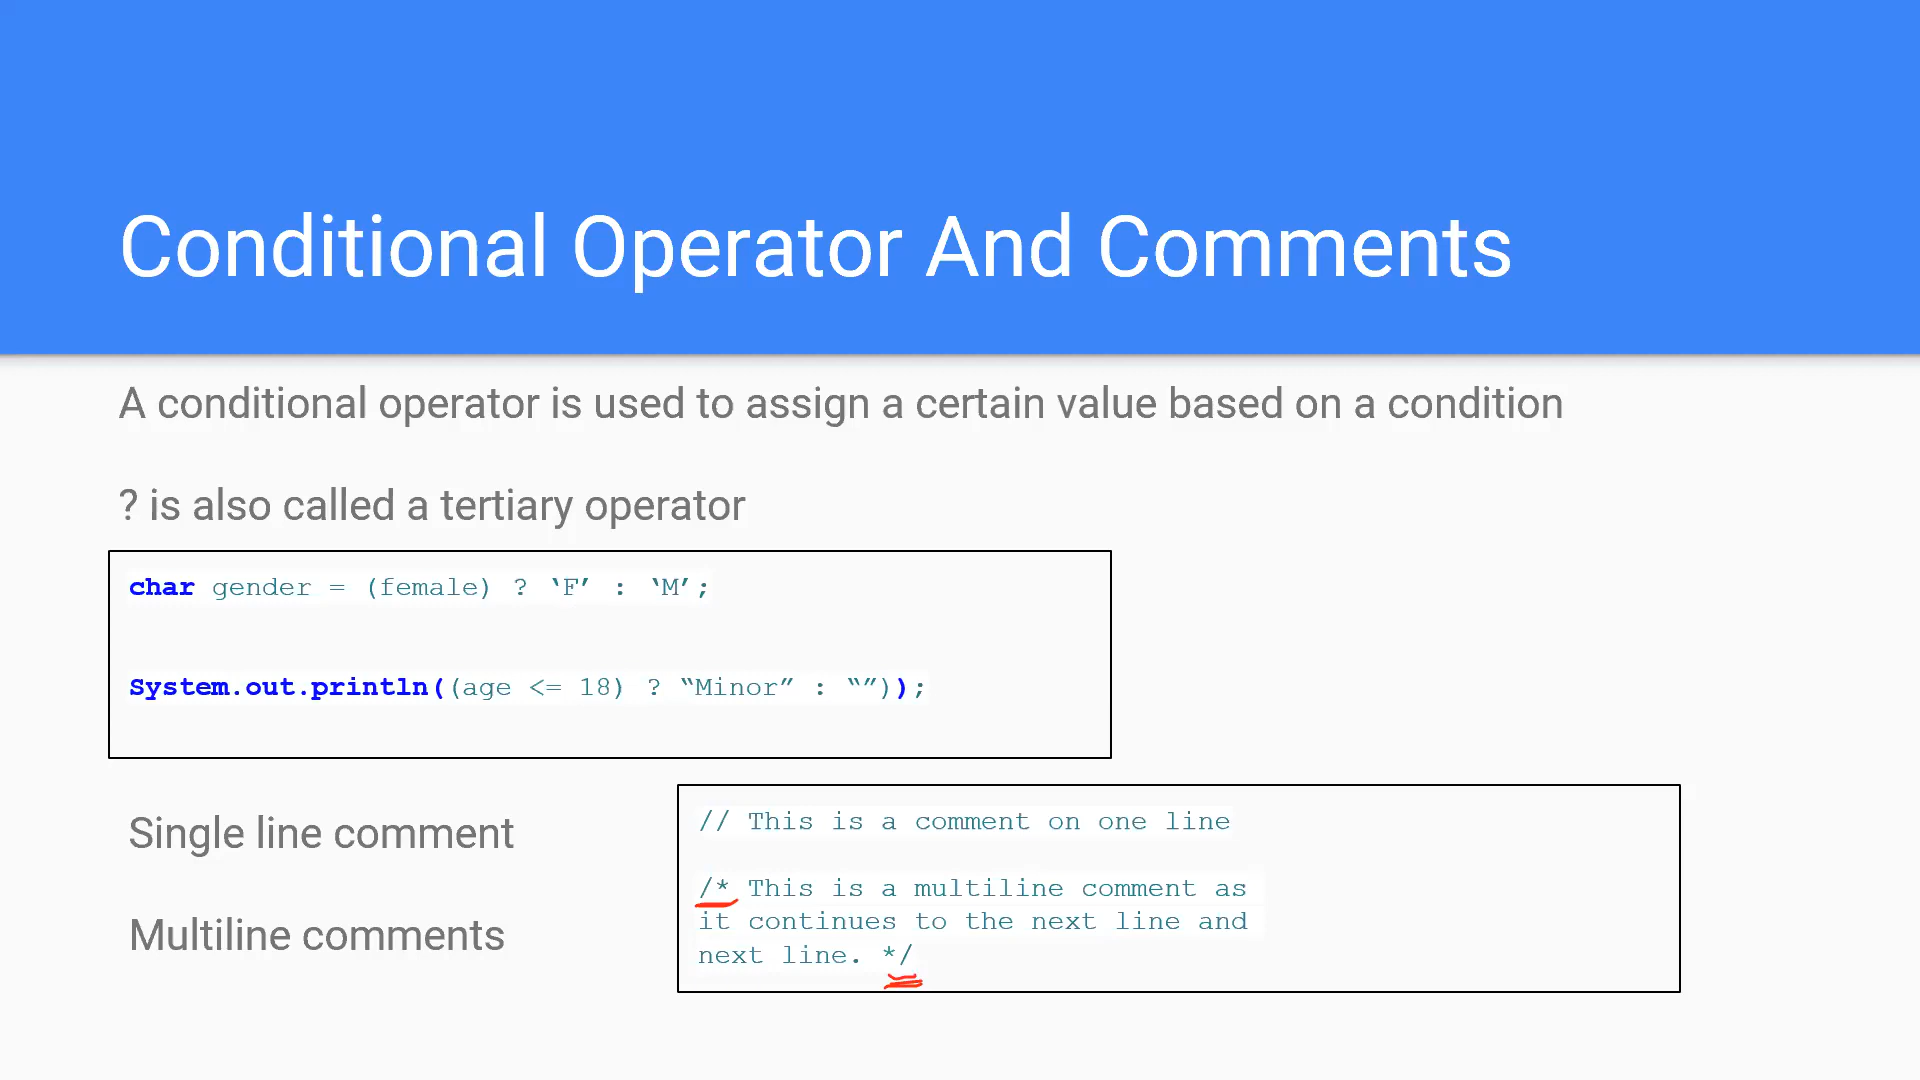 Conditional Operator And Comments
A conditional operator is used to assign a certain value based on a condition
? is also called a tertiary operator
char gender = (female) ? ‘F’ : ‘M’;
System.out.println((age <= 18) ? “Minor” : “”));
Single line comment
// This is a comment on one line
Multiline comments
/* This is a multiline comment as
it continues to the next line and
next line. */